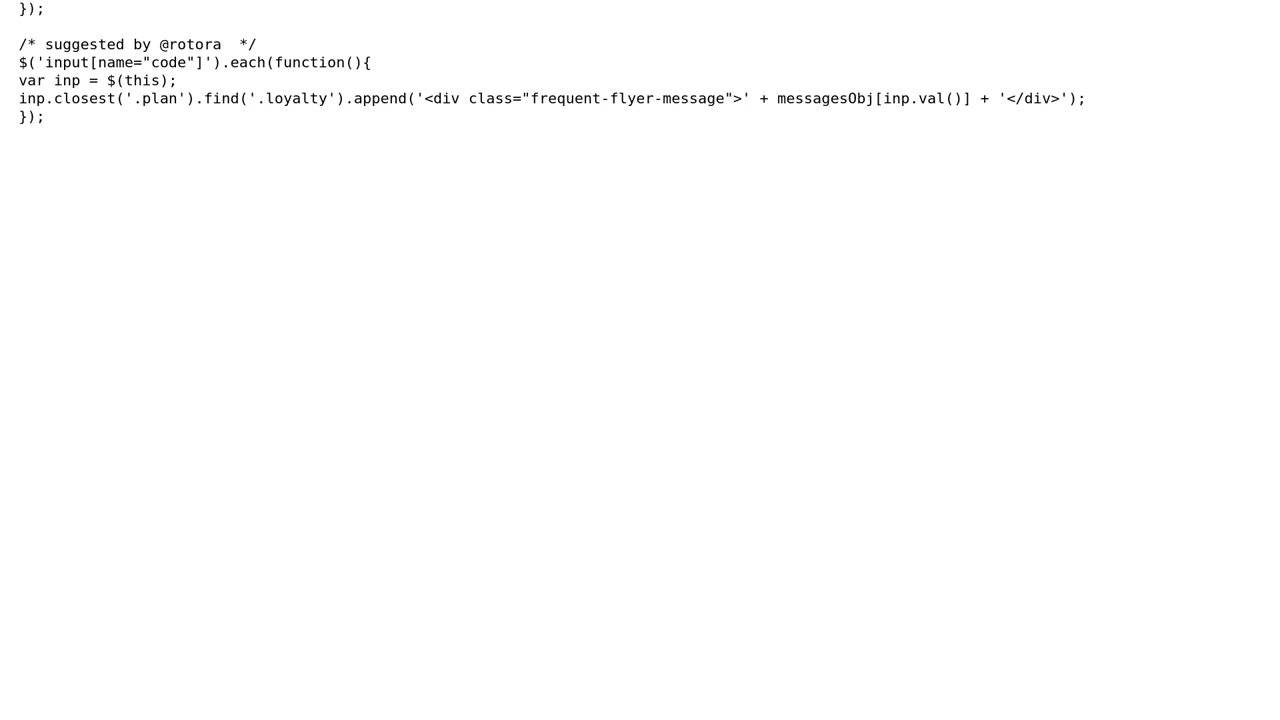 });

/* suggested by @rotora  */
$('input[name="code"]').each(function(){
var inp = $(this);
inp.closest('.plan').find('.loyalty').append('<div class="frequent-flyer-message">' + messagesObj[inp.val()] + '</div>');
});